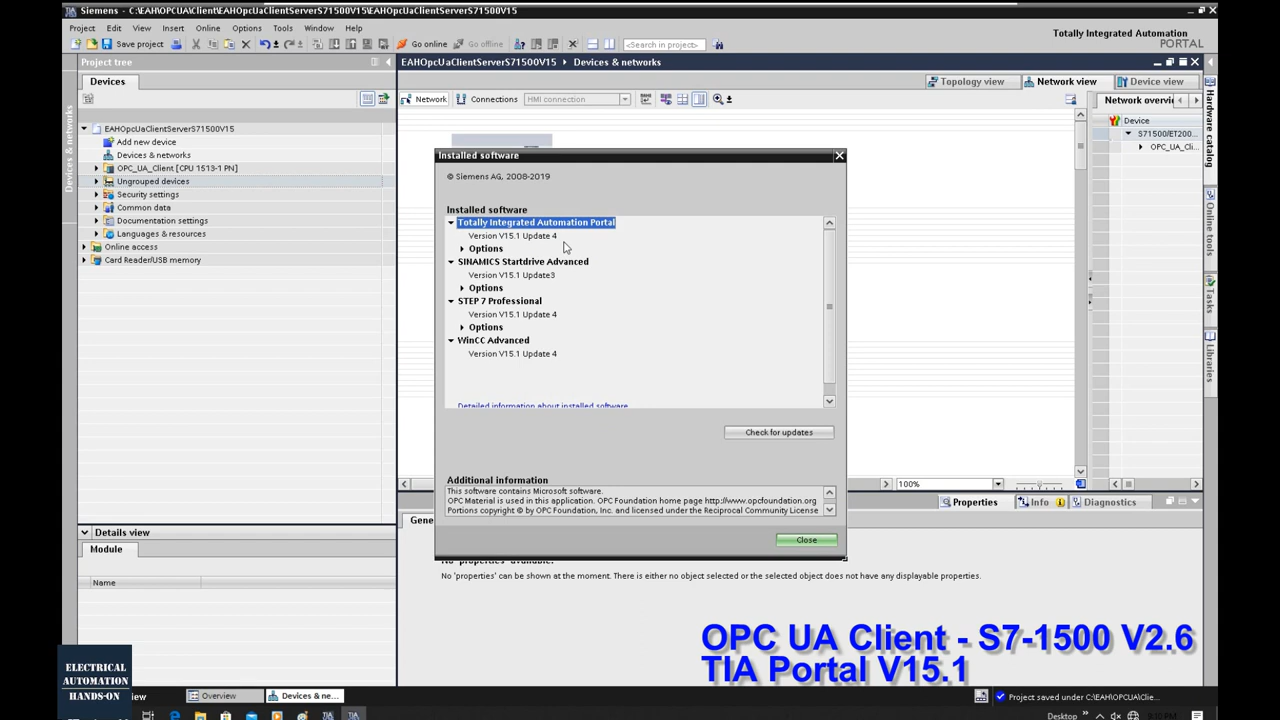 Siemens - C:\EAH\OPCUA\Client\EAHOpcUaClientServerS71500V15\EAHOpcUaClientServerS71500V15
Project Edit View Insert Online Options Tools Window Help
Totally Integrated Automation
PORTAL
Save project
Go online
Go offline
<Search in project>
Project tree
EAHOpcUaClientServerS71500V15 Devices & networks
Devices
Topology view
Network view
Device view
Network
Connections
HMI connection
Network overvi
Device
S71500/ET200...
OPC_UA_Cli...
EAHOpcUaClientServerS71500V15
Add new device
Devices & networks
OPC_UA_Client [CPU 1513-1 PN]
Ungrouped devices
Security settings
Common data
Documentation settings
Languages & resources
Online access
Card Reader/USB memory
Devices & networks
Hardware catalog
Online tools
Tasks
Libraries
Installed software
© Siemens AG, 2008-2019
Installed software
Totally Integrated Automation Portal
Version V15.1 Update 4
Options
SINAMICS Startdrive Advanced
Version V15.1 Update3
Options
STEP 7 Professional
Version V15.1 Update 4
Options
WinCC Advanced
Version V15.1 Update 4
Detailed information about installed software
Check for updates
Additional information
This software contains Microsoft software.
OPC Material is used in this application. OPC Foundation home page http://www.opcfoundation.org
Portions copyright © by OPC Foundation, Inc. and licensed under the Reciprocal Community License
Close
100%
Properties
Info
Diagnostics
Gene
No 'properties' available.
No 'properties' can be shown at the moment. There is either no object selected or the selected object does not have any displayable properties.
Details view
Module
Name
OPC UA Client - S7-1500 V2.6
TIA Portal V15.1
ELECTRICAL
AUTOMATION
HANDS-ON
Overview
Devices & ne...
Project saved under C:\EAH\OPCUA\Clie...
Desktop